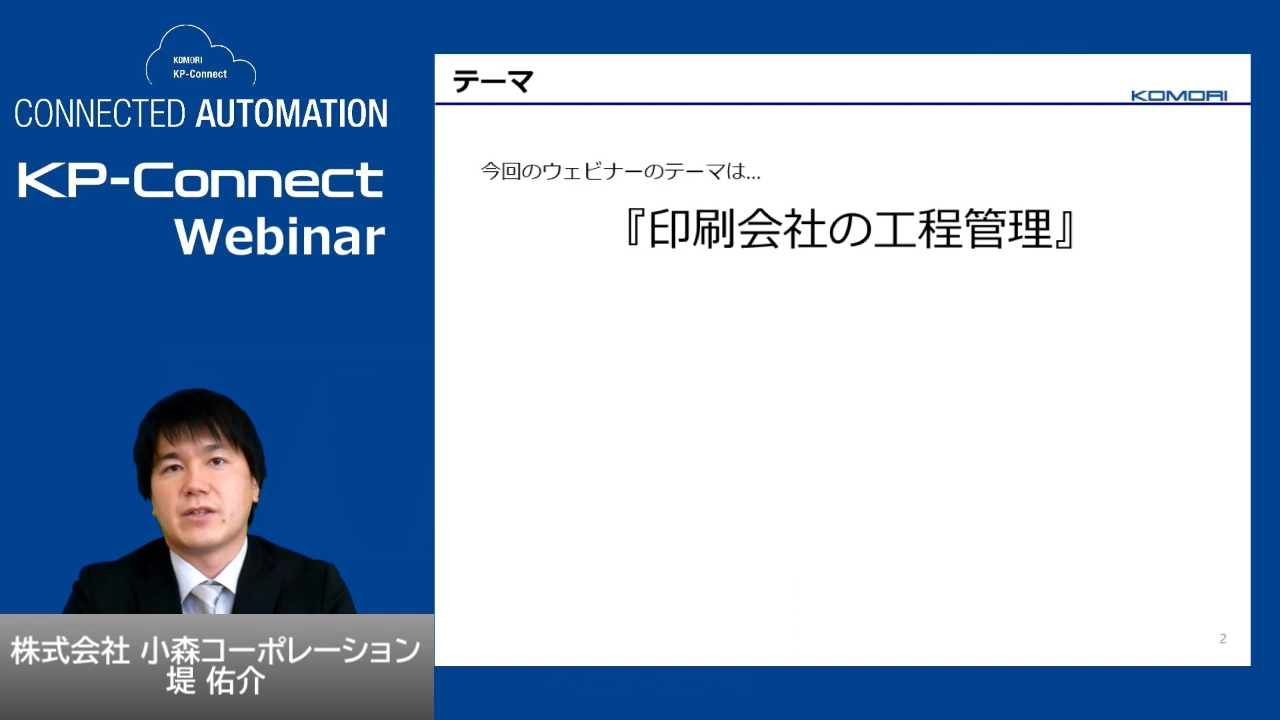 KOMORI
KP-Connect
CONNECTED AUTOMATION
KP-Connect
Webinar
株式会社 小森コーポレーション
堤 佑介
テーマ
KOMORI
今回のウェビナーのテーマは...
『印刷会社の工程管理』
2